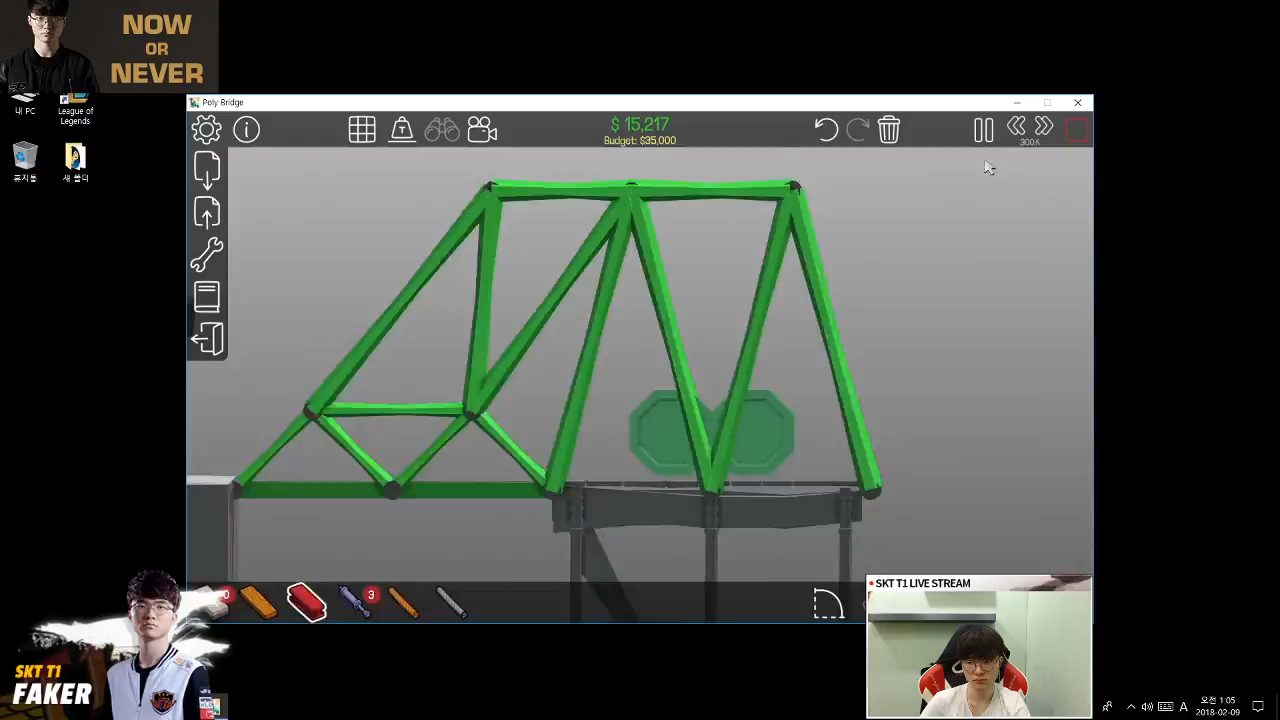 NOW
OR
NEVER
내 PC
League of
Legends
휴지통
새 폴더
Poly Bridge
T
$ 15,217
Budget: $35,000
300%
0
3
SKT T1 LIVE STREAM
SKT T1
FAKER
A
오전 1:05
2018-02-09